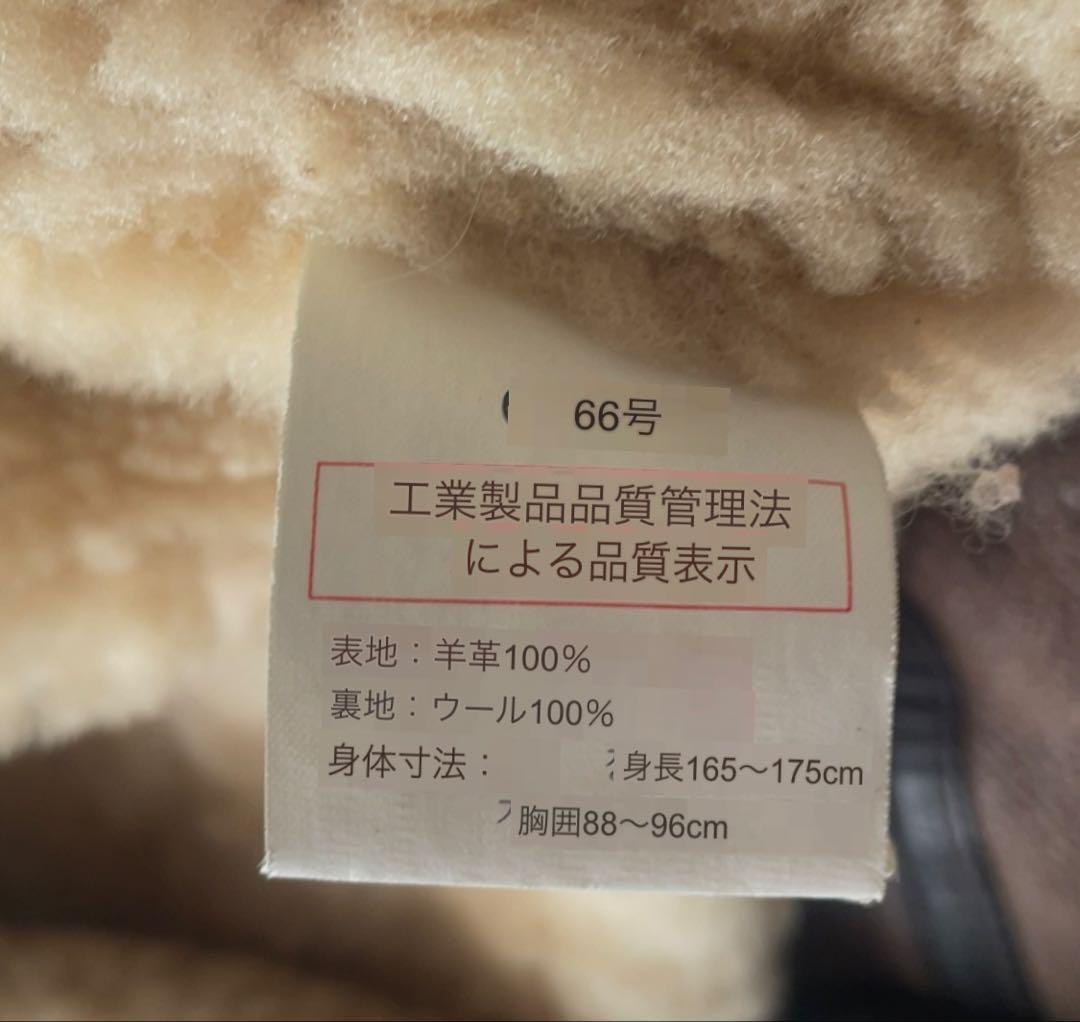 66号
工業製品品質管理法
による品質表示
表地：羊革100%
裏地：ウール100%
身体寸法： 身長165〜175cm
胸囲88〜96cm